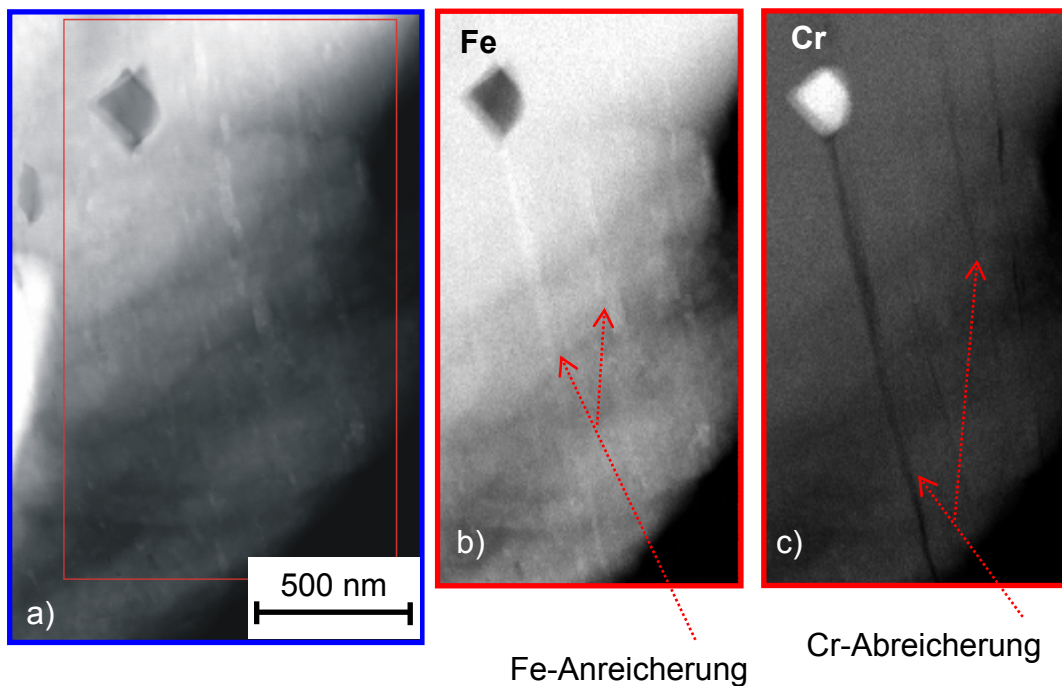 Fe
Cr
a)
500 nm
b)
c)
Fe-Anreicherung
Cr-Abreicherung